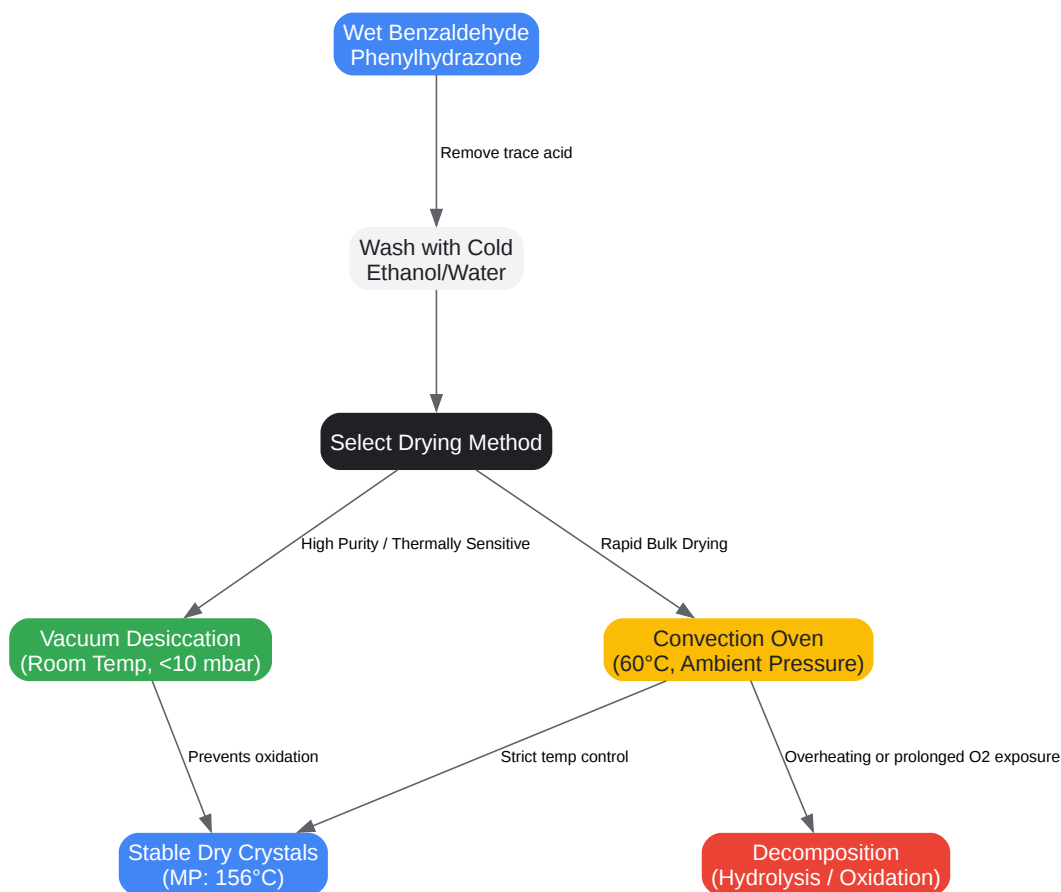 Wet Benzaldehyde
Phenylhydrazone
Remove trace acid
Wash with Cold
Ethanol/Water
Select Drying Method
High Purity / Thermally Sensitive
Rapid Bulk Drying
Vacuum Desiccation
(Room Temp, <10 mbar)
Convection Oven
(60°C, Ambient Pressure)
Prevents oxidation
Strict temp control
Overheating or prolonged O2 exposure
Stable Dry Crystals
(MP: 156°C)
Decomposition
(Hydrolysis / Oxidation)